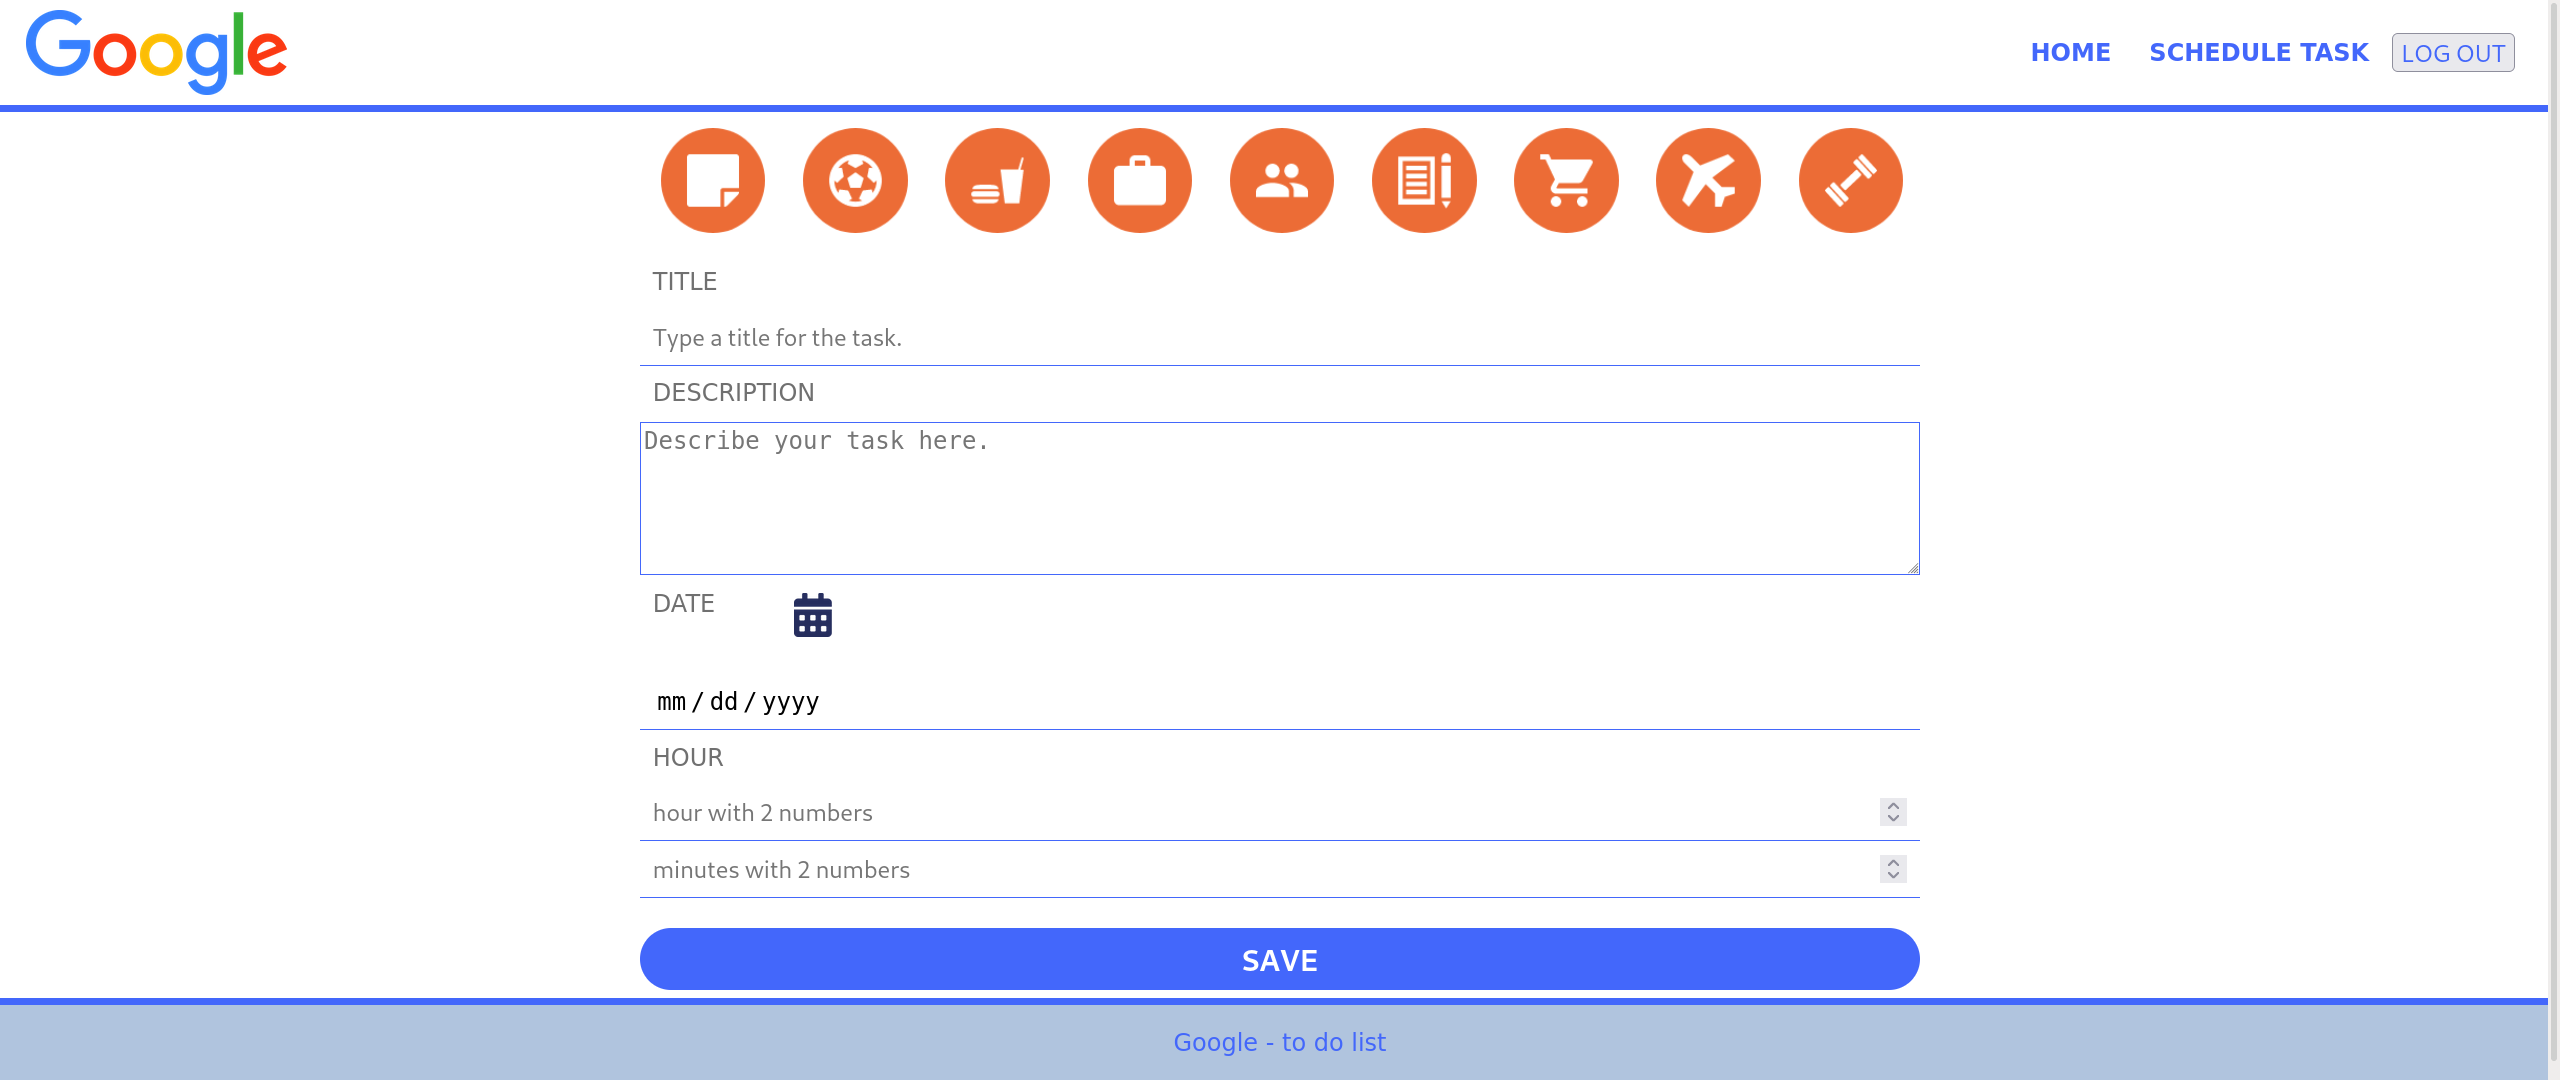 Google
HOME SCHEDULE TASK LOG OUT
TITLE
Type a title for the task.
DESCRIPTION
Describe your task here.
DATE
mm / dd / yyyy
HOUR
hour with 2 numbers
minutes with 2 numbers
SAVE
Google - to do list